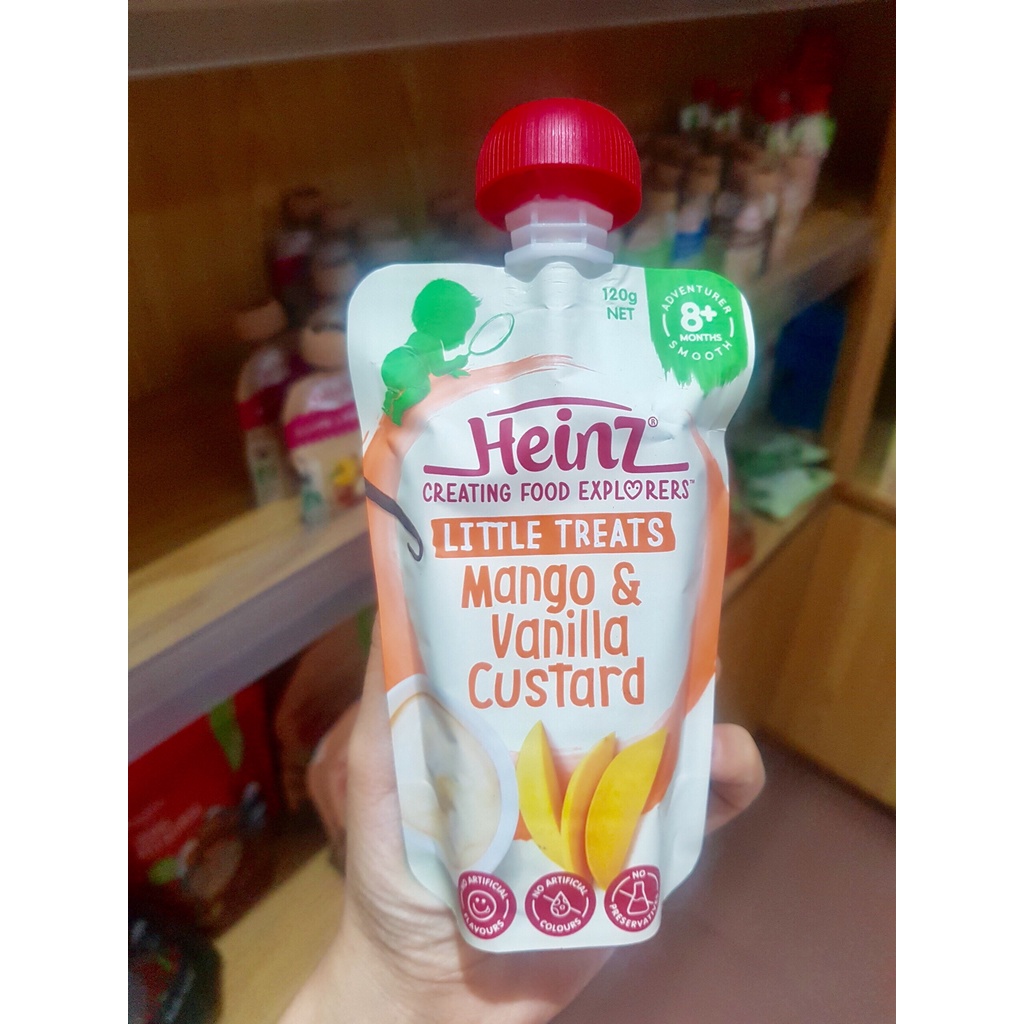 120g
NET
ADVENTURER
8+
MONTHS
SMOOTH
Heinz®
CREATING FOOD EXPLORERS™
LITTLE TREATS
Mango &
Vanilla
Custard
ARTIFICIAL
FLAVOURS
NO ARTIFICIAL
COLOURS
NO